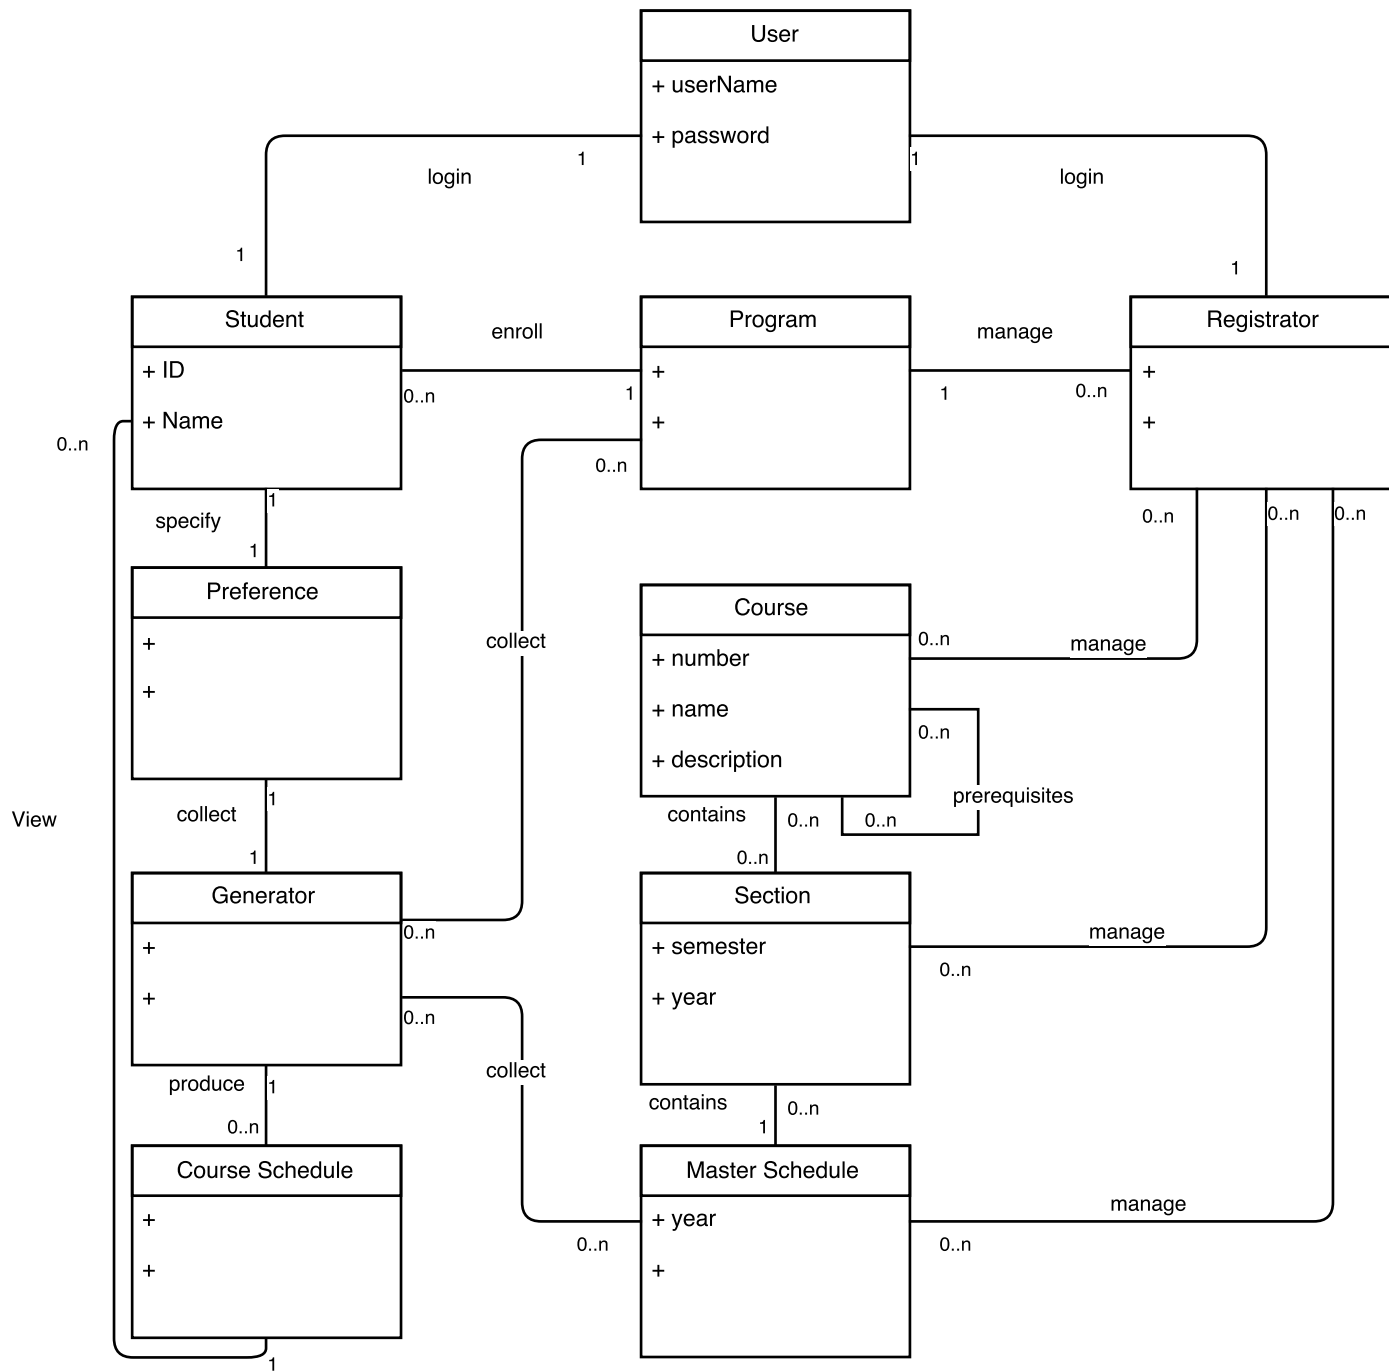 User
+ userName
+ password
1
1
login
login
1
1
Student
Program
Registrator
enroll
manage
+ ID
+
+
0..n
1
1
0..n
+ Name
+
+
0..n
0..n
1
0..n
0..n
0..n
specify
1
Preference
Course
+
collect
0..n
manage
+ number
+
+ name
0..n
+ description
prerequisites
1
View
collect
contains
0..n
0..n
1
0..n
Generator
Section
0..n
manage
+
+ semester
0..n
+
+ year
0..n
collect
produce
1
contains
0..n
0..n
1
Course Schedule
Master Schedule
manage
+
+ year
0..n
0..n
+
+
1